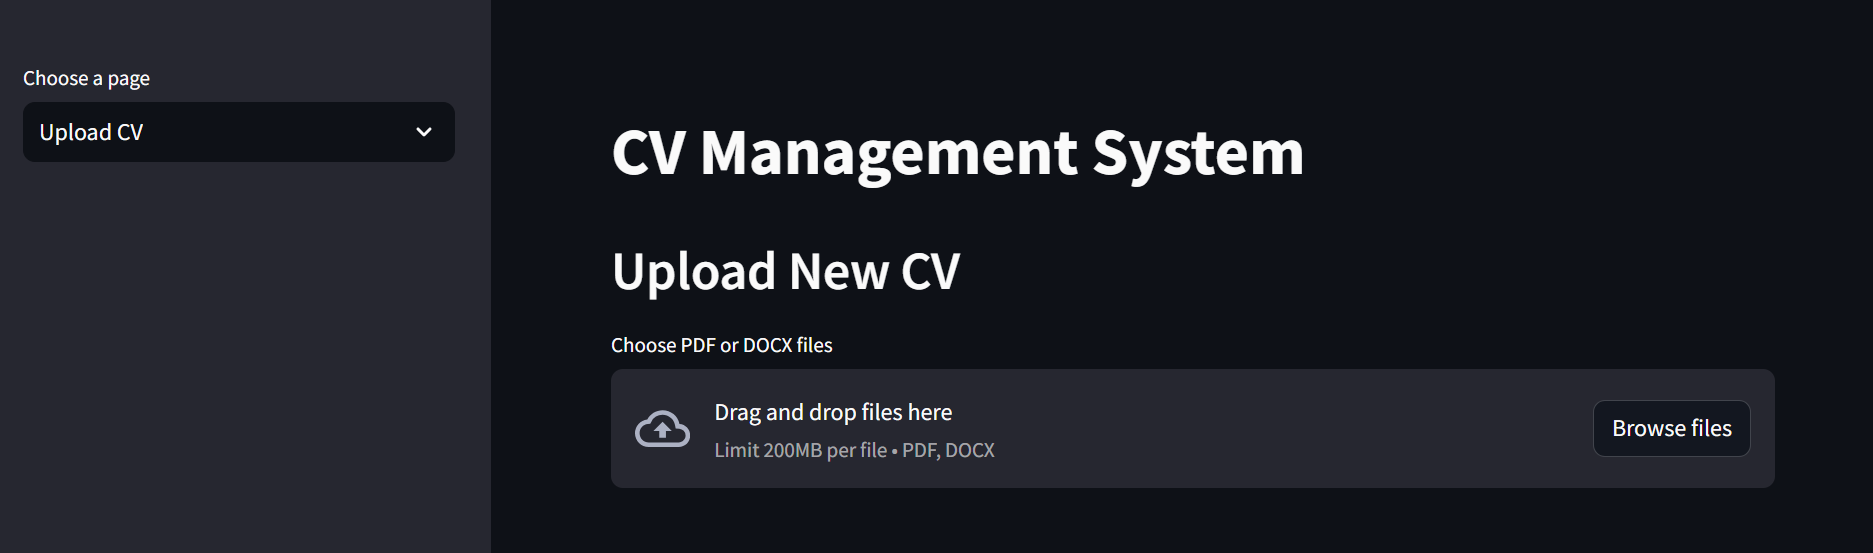 Choose a page
Upload CV
CV Management System
Upload New CV
Choose PDF or DOCX files
Drag and drop files here
Limit 200MB per file • PDF, DOCX
Browse files